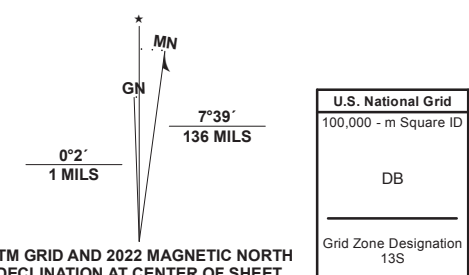 MN
GN
7°39´
136 MILS
0°2´
1 MILS
TM GRID AND 2022 MAGNETIC NORTH
DECLINATION AT CENTER OF SHEET
U.S. National Grid
100,000 - m Square ID
DB
Grid Zone Designation
13S